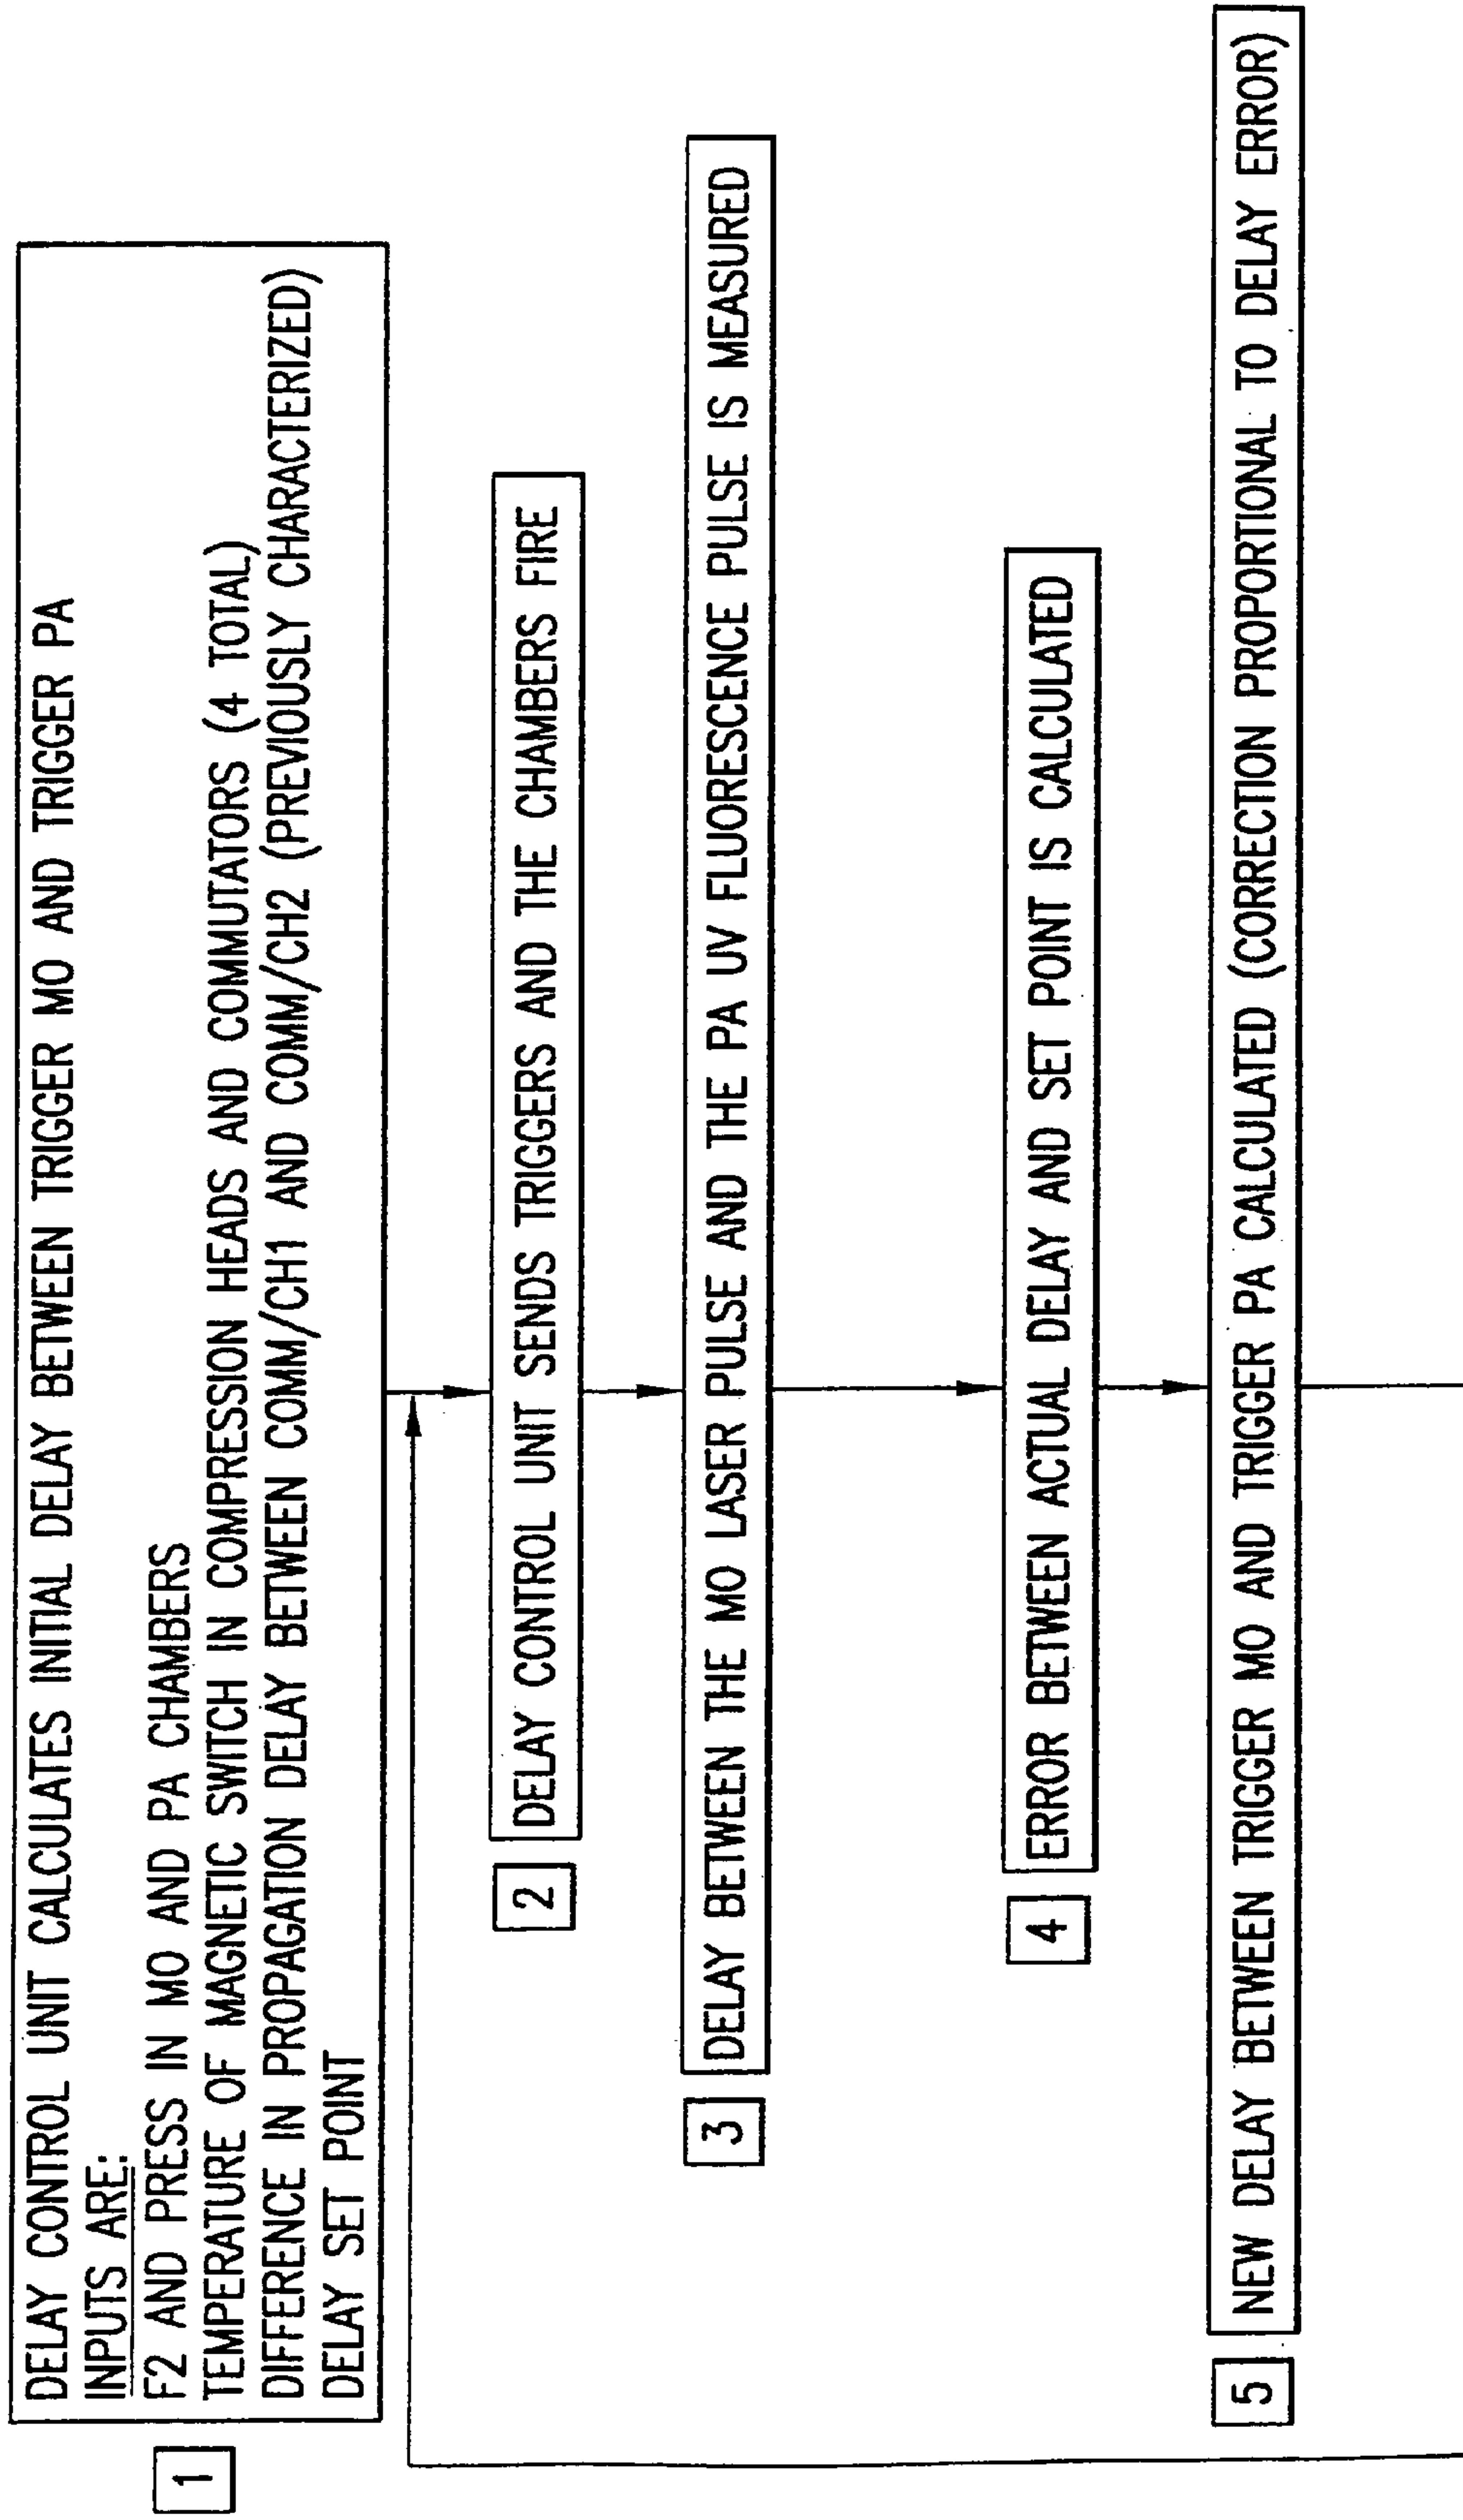 1
DELAY CONTROL UNIT CALCULATES INITIAL DELAY BETWEEN TRIGGER MO AND TRIGGER PA
INPUTS ARE:
F2 AND PRESS IN MO AND PA CHAMBERS
TEMPERATURE OF MAGNETIC SWITCH IN COMPRESSION HEADS AND COMMUTATORS (4 TOTAL)
DIFFERENCE IN PROPAGATION DELAY BETWEEN COMM/CH1 AND COMM/CH2 (PREVIOUSLY CHARACTERIZED)
DELAY SET POINT
2
DELAY CONTROL UNIT SENDS TRIGGERS AND THE CHAMBERS FIRE
3
DELAY BETWEEN THE MO LASER PULSE AND THE PA UV FLUORESCENCE PULSE IS MEASURED
4
ERROR BETWEEN ACTUAL DELAY AND SET POINT IS CALCULATED
5
NEW DELAY BETWEEN TRIGGER MO AND TRIGGER PA CALCULATED (CORRECTION PROPORTIONAL TO DELAY ERROR)